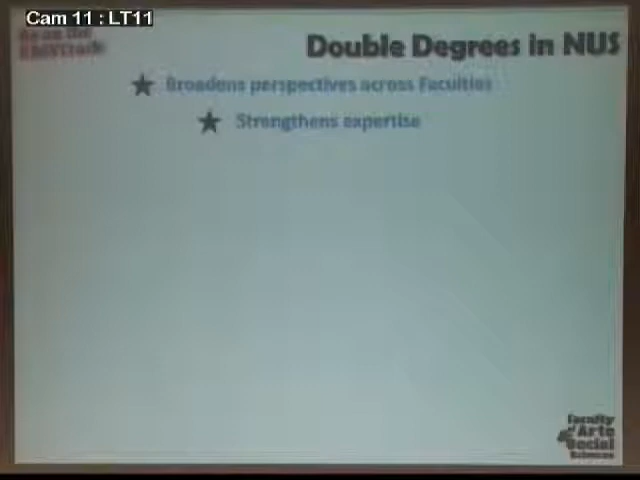 Cam 11 : LT11
Double Degrees in NUS
Broadens perspectives across Faculties
Strengthens expertise
Faculty
of Arts
Social
Sciences